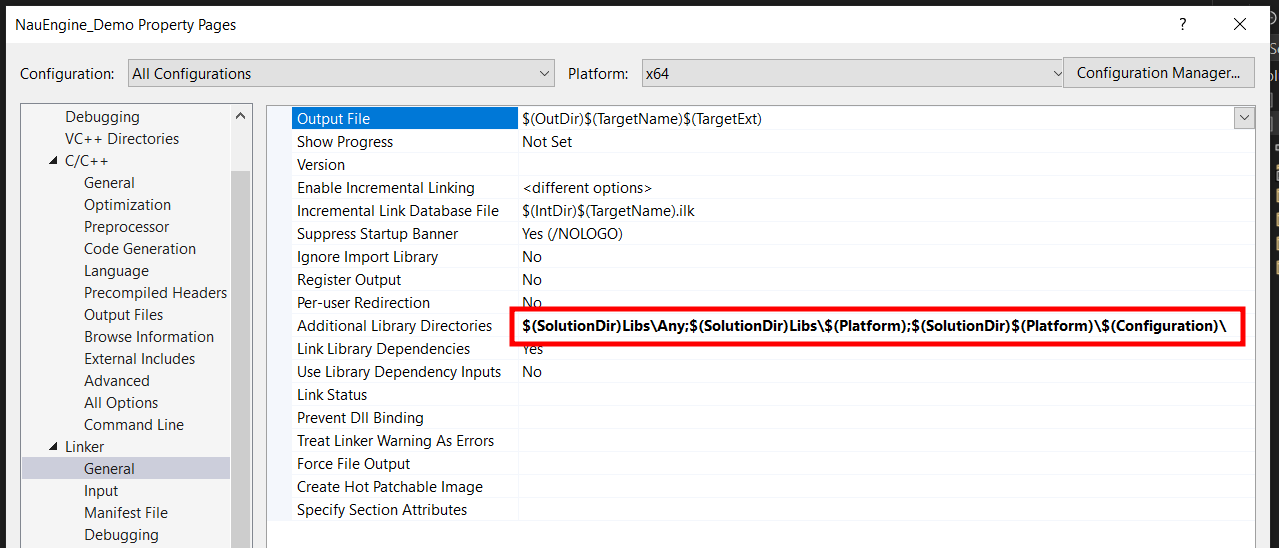 NauEngine_Demo Property Pages
?
Configuration: All Configurations Platform: x64 Configuration Manager...
Debugging
VC++ Directories
C/C++
General
Optimization
Preprocessor
Code Generation
Language
Precompiled Headers
Output Files
Browse Information
External Includes
Advanced
All Options
Command Line
Linker
General
Input
Manifest File
Debugging
Output File $(OutDir)$(TargetName)$(TargetExt)
Show Progress Not Set
Version
Enable Incremental Linking <different options>
Incremental Link Database File $(IntDir)$(TargetName).ilk
Suppress Startup Banner Yes (/NOLOGO)
Ignore Import Library No
Register Output No
Per-user Redirection No
Additional Library Directories $(SolutionDir)Libs\Any;$(SolutionDir)Libs\$(Platform);$(SolutionDir)$(Platform)\$(Configuration)\
Link Library Dependencies Yes
Use Library Dependency Inputs No
Link Status
Prevent Dll Binding
Treat Linker Warning As Errors
Force File Output
Create Hot Patchable Image
Specify Section Attributes